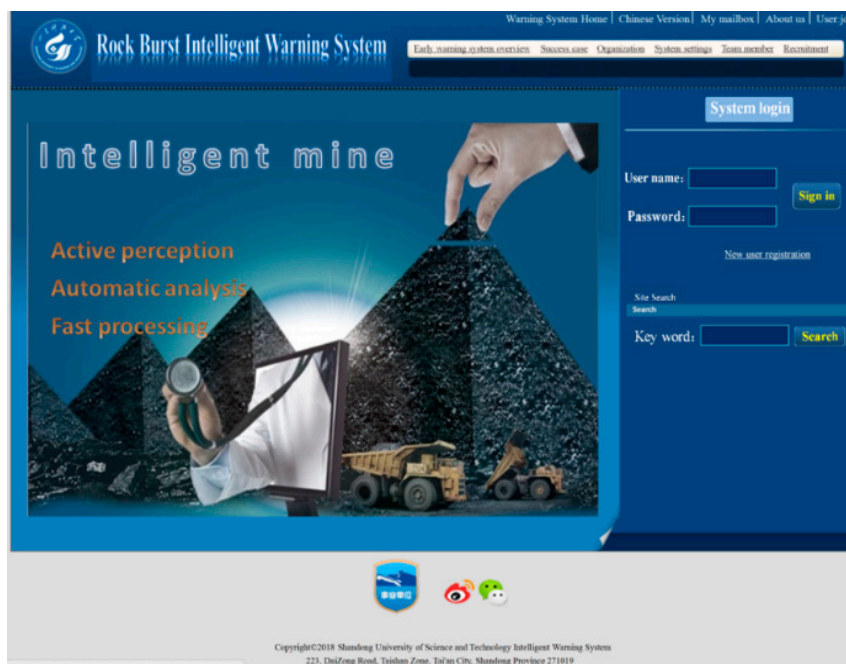 Warning System Home | Chinese Version | My mailbox | About us | User
Rock Burst Intelligent Warning System
Early warning system overview Success case Organization System settings Team member Recruitment
System login
Intelligent mine
User name:
Sign in
Password:
Active perception
New user registration
Automatic analysis
Site Search
Search
Fast processing
Key word:
Search
Copyright©2018 Shandong University of Science and Technology Intelligent Warning System
223, DaiZong Road, Taishan Zone, Tai'an City, Shandong Province 271019